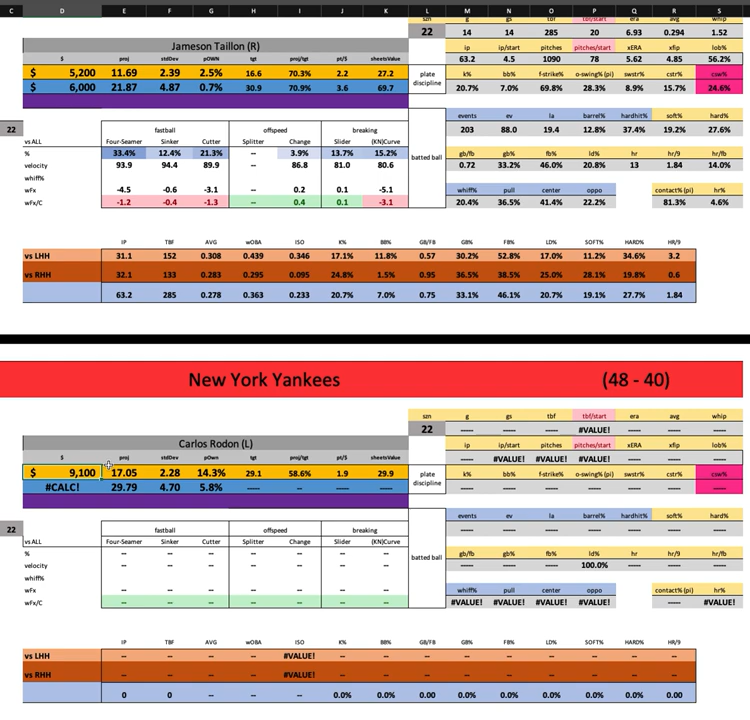 C D E F G H I J K L M N O P Q R S
szn g gs tbf tbf/start era avg whip
22 14 14 285 20 6.93 0.294 1.52
Jameson Taillon (R)
ip ip/start pitches pitches/start xERA xfip lob%
63.2 4.5 1090 78 5.62 4.85 56.2%
$ proj stdDev pOWN tgt proj/tgt pt/$ sheetsValue
$ 5,200 11.69 2.39 2.5% 16.6 70.3% 2.2 27.2
$ 6,000 21.87 4.87 0.7% 30.9 70.9% 3.6 69.7
plate discipline
k% bb% f-strike% o-swing% (pi) swstr% cstr% csw%
20.7% 7.0% 69.8% 28.3% 8.9% 15.7% 24.6%
events ev la barrel% hardhit% soft% hard%
203 88.0 19.4 12.8% 37.4% 19.2% 27.6%
22 fastball offspeed breaking
vs ALL Four-Seamer Sinker Cutter Splitter Change Slider (KN)Curve
% 33.4% 12.4% 21.3% -- 3.9% 13.7% 15.2%
velocity 93.9 94.4 89.9 -- 86.8 81.0 80.6
whiff%
wFx -4.5 -0.6 -3.1 0.2 0.1 -5.1
wFx/C -1.2 -0.4 -1.3 -- 0.4 0.1 -3.1
batted ball
gb/fb gb% fb% ld% hr hr/9 hr/fb
0.72 33.2% 46.0% 20.8% 13 1.84 14.0%
whiff% pull center oppo contact% (pi) hr%
20.4% 36.5% 41.4% 22.2% 81.3% 4.6%
IP TBF AVG wOBA ISO K% BB% GB/FB GB% FB% LD% SOFT% HARD% HR/9
vs LHH 31.1 152 0.308 0.439 0.346 17.1% 11.8% 0.57 30.2% 52.8% 17.0% 11.2% 34.6% 3.2
vs RHH 32.1 133 0.283 0.295 0.095 24.8% 1.5% 0.95 36.5% 38.5% 25.0% 28.1% 19.8% 0.6
63.2 285 0.278 0.363 0.233 20.7% 7.0% 0.75 33.1% 46.1% 20.7% 19.1% 27.7% 1.84
New York Yankees (48 - 40)
szn g gs tbf tbf/start era avg whip
22 ---- ---- ---- #VALUE! ---- ---- ----
Carlos Rodon (L)
ip ip/start pitches pitches/start xERA xfip lob%
---- #VALUE! #VALUE! #VALUE! ---- ---- ----
$ proj stdDev pOwn tgt proj/tgt pt/$ sheetsValue
$ 9,100 17.05 2.28 14.3% 29.1 58.6% 1.9 29.9
#CALC! 29.79 4.70 5.8% ---- ---- ---- ----
plate discipline
k% bb% f-strike% o-swing% (pi) swstr% cstr% csw%
---- ---- ---- ---- ---- ---- ----
events ev la barrel% hardhit% soft% hard%
---- ---- ---- ---- ---- ---- ----
22 fastball offspeed breaking
vs ALL Four-Seamer Sinker Cutter Splitter Change Slider (KN)Curve
% -- -- -- -- -- -- --
velocity -- -- -- -- -- -- --
whiff%
wFx -- -- -- -- -- -- --
wFx/C -- -- -- -- -- -- --
batted ball
gb/fb gb% fb% ld% hr hr/9 hr/fb
---- ---- ---- 100.0% ---- ---- ----
whiff% pull center oppo contact% (pi) hr%
#VALUE! #VALUE! #VALUE! #VALUE! ---- #VALUE!
IP TBF AVG wOBA ISO K% BB% GB/FB GB% FB% LD% SOFT% HARD% HR/9
vs LHH -- -- -- -- #VALUE! -- -- -- -- -- -- -- -- --
vs RHH -- -- -- -- #VALUE! -- -- -- -- -- -- -- -- --
0 0 -- -- -- 0.0% 0.0% 0.00 0.0% 0.0% 0.0% 0.0% 0.0% 0.00